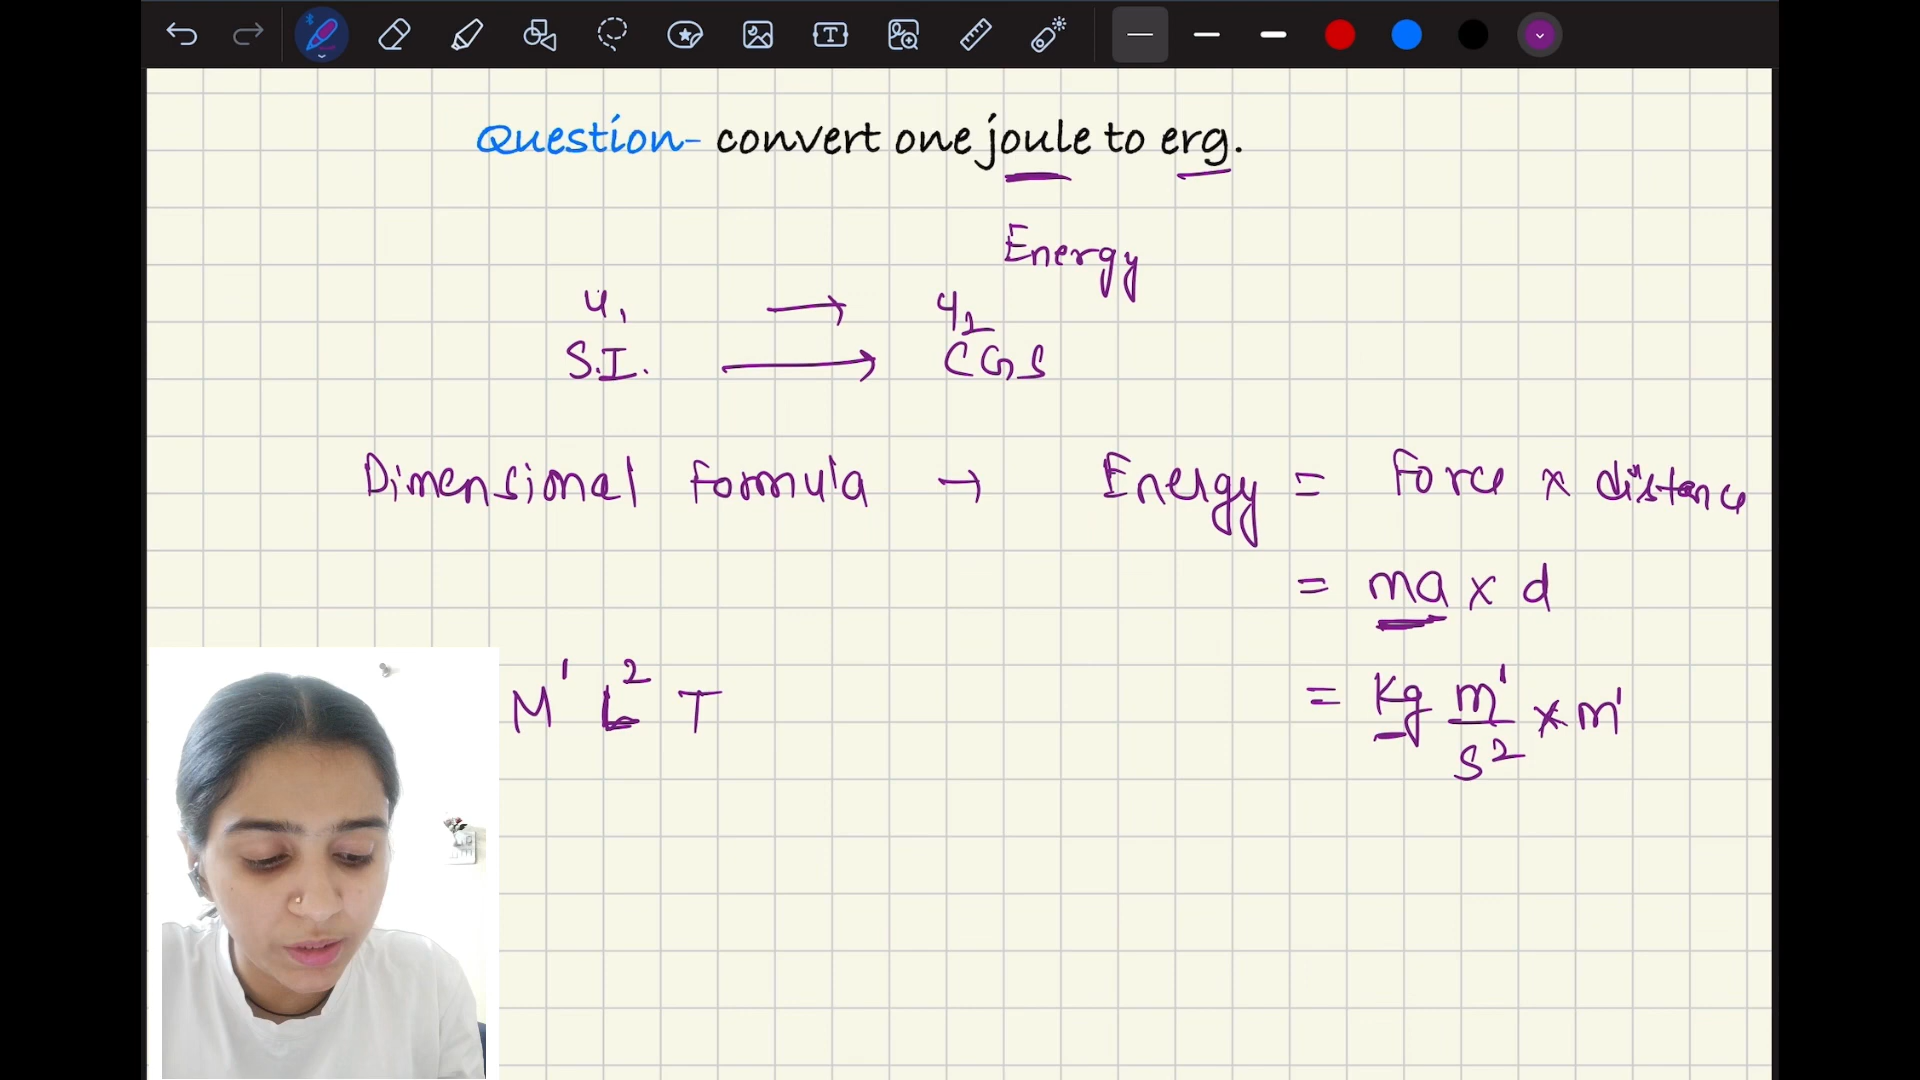 Question- convert one joule to erg.
Energy
u₁ → u₂
S.I. → CGS
Dimensional Formula → Energy = Force × distance
= ma × d
M¹ L² T = Kg m¹/s² × m¹